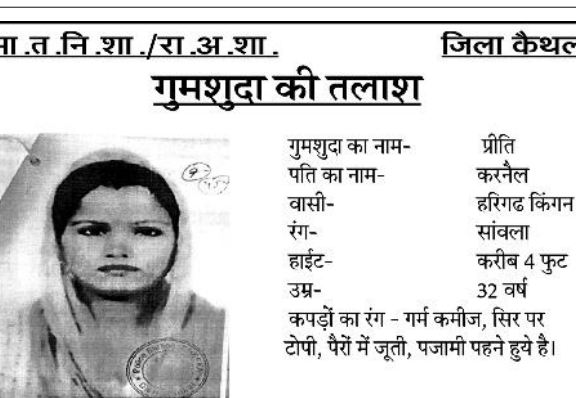 मा .त .नि .शा ./रा .अ .शा . जिला कैथल
गुमशुदा की तलाश
गुमशुदा का नाम- प्रीति
पति का नाम- करनैल
वासी- हरिगढ किंगन
रंग- सांवला
हाईट- करीब 4 फुट
उम्र- 32 वर्ष
कपड़ों का रंग - गर्म कमीज, सिर पर
टोपी, पैरों में जूती, पजामी पहने हुये है।